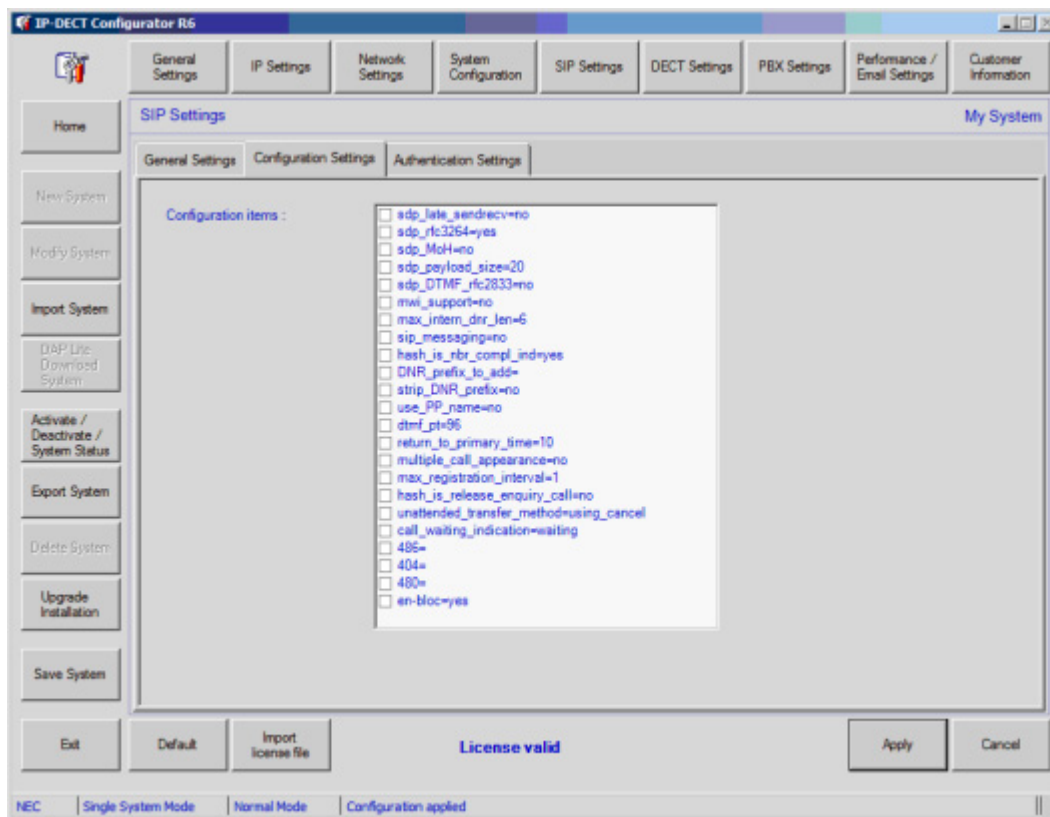 IP-DECT Configurator R6
General Settings
IP Settings
Network Settings
System Configuration
SIP Settings
DECT Settings
PBX Settings
Performance / Email Settings
Customer Information
Home
New System
Modify System
Import System
DAP Lite Download System
Activate / Deactivate / System Status
Export System
Delete System
Upgrade Installation
Save System
Exit
SIP Settings
My System
General Settings
Configuration Settings
Authentication Settings
Configuration items :
sdp_late_sendrecv=no
sdp_rfc3264=yes
sdp_MoH=no
sdp_payload_size=20
sdp_DTMF_rfc2833=no
mwi_support=no
max_intern_dnr_len=6
sip_messaging=no
hash_is_nbr_compl_ind=yes
DNR_prefix_to_add=
strip_DNR_prefix=no
use_PP_name=no
dtmf_pt=96
return_to_primary_time=10
multiple_call_appearance=no
max_registration_interval=1
hash_is_release_enquiry_call=no
unattended_transfer_method=using_cancel
call_waiting_indication=waiting
486=
404=
480=
en-bloc=yes
Default
Import license file
License valid
Apply
Cancel
NEC
Single System Mode
Normal Mode
Configuration applied